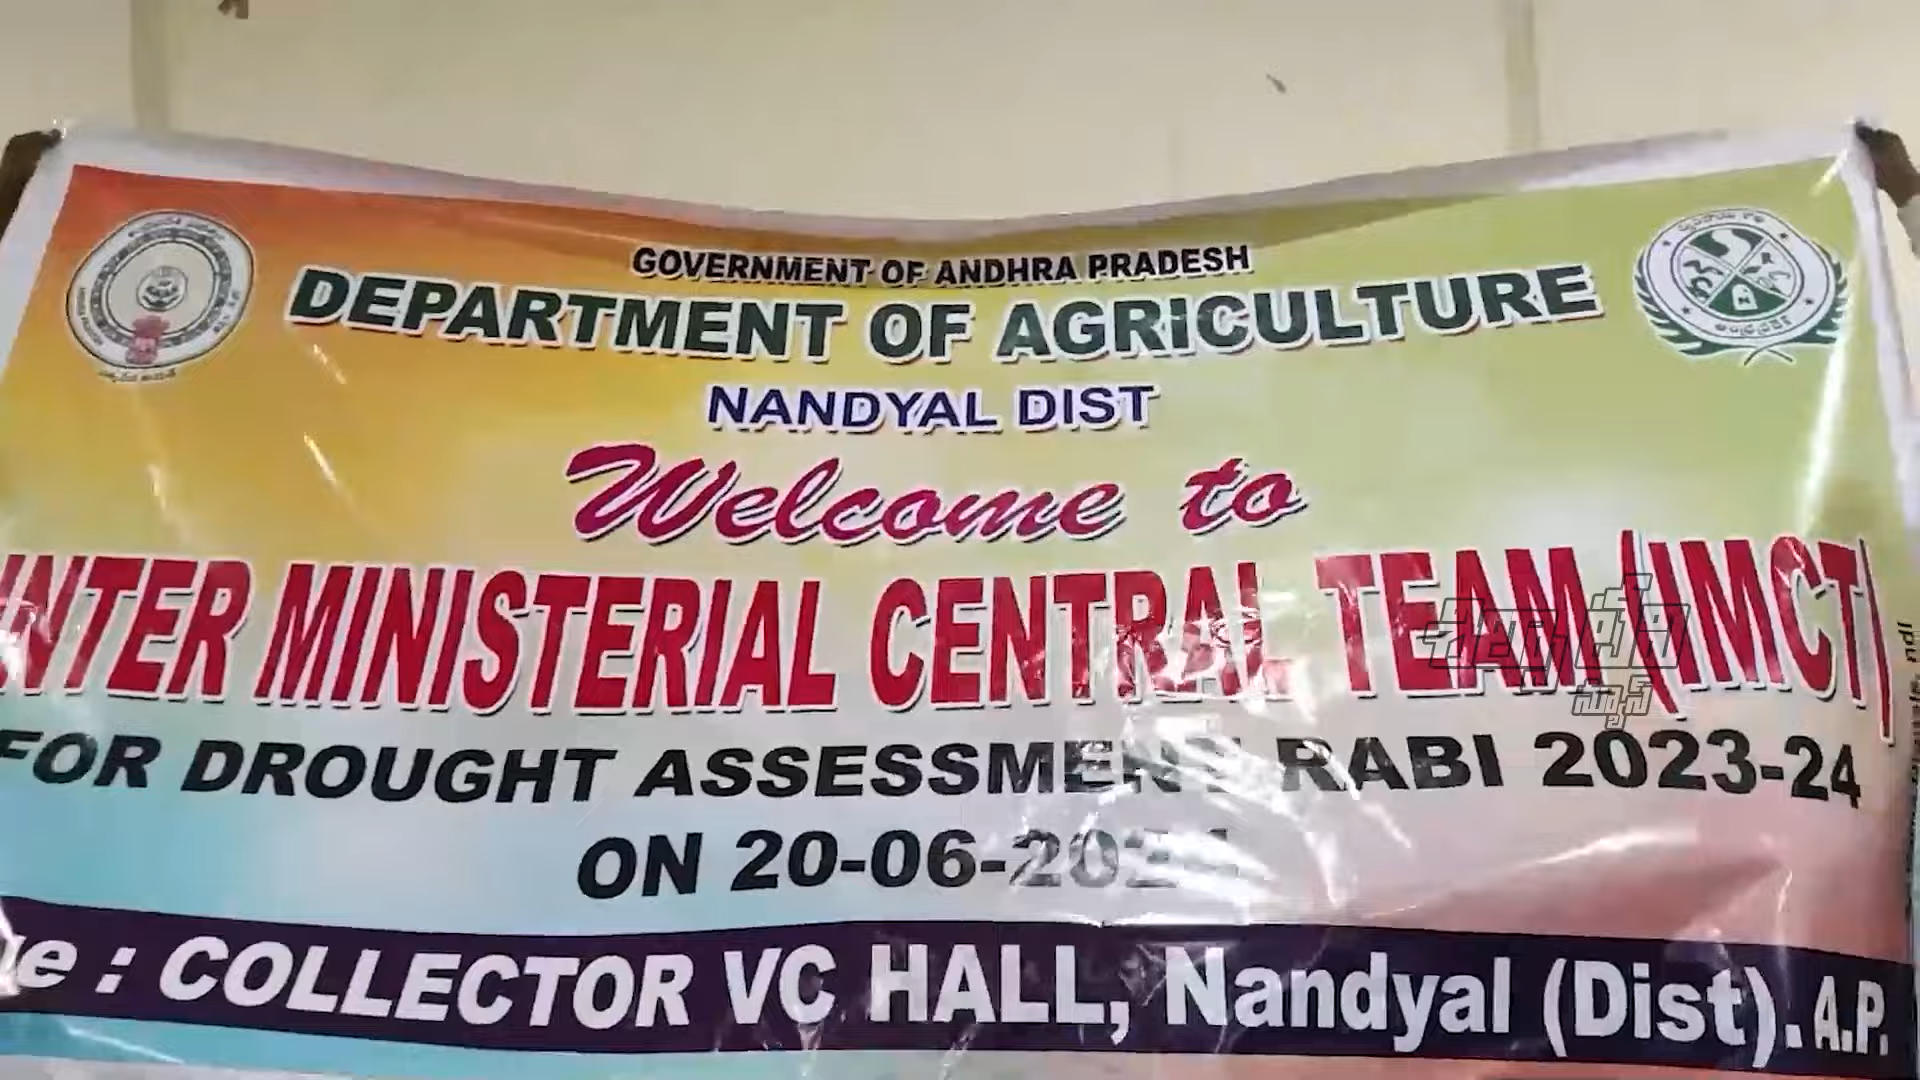 GOVERNMENT OF ANDHRA PRADESH
DEPARTMENT OF AGRICULTURE
NANDYAL DIST
Welcome to
INTER MINISTERIAL CENTRAL TEAM (IMCT)
FOR DROUGHT ASSESSMENT RABI 2023-24
ON 20-06-2024
: COLLECTOR VC HALL, Nandyal (Dist). A.P.